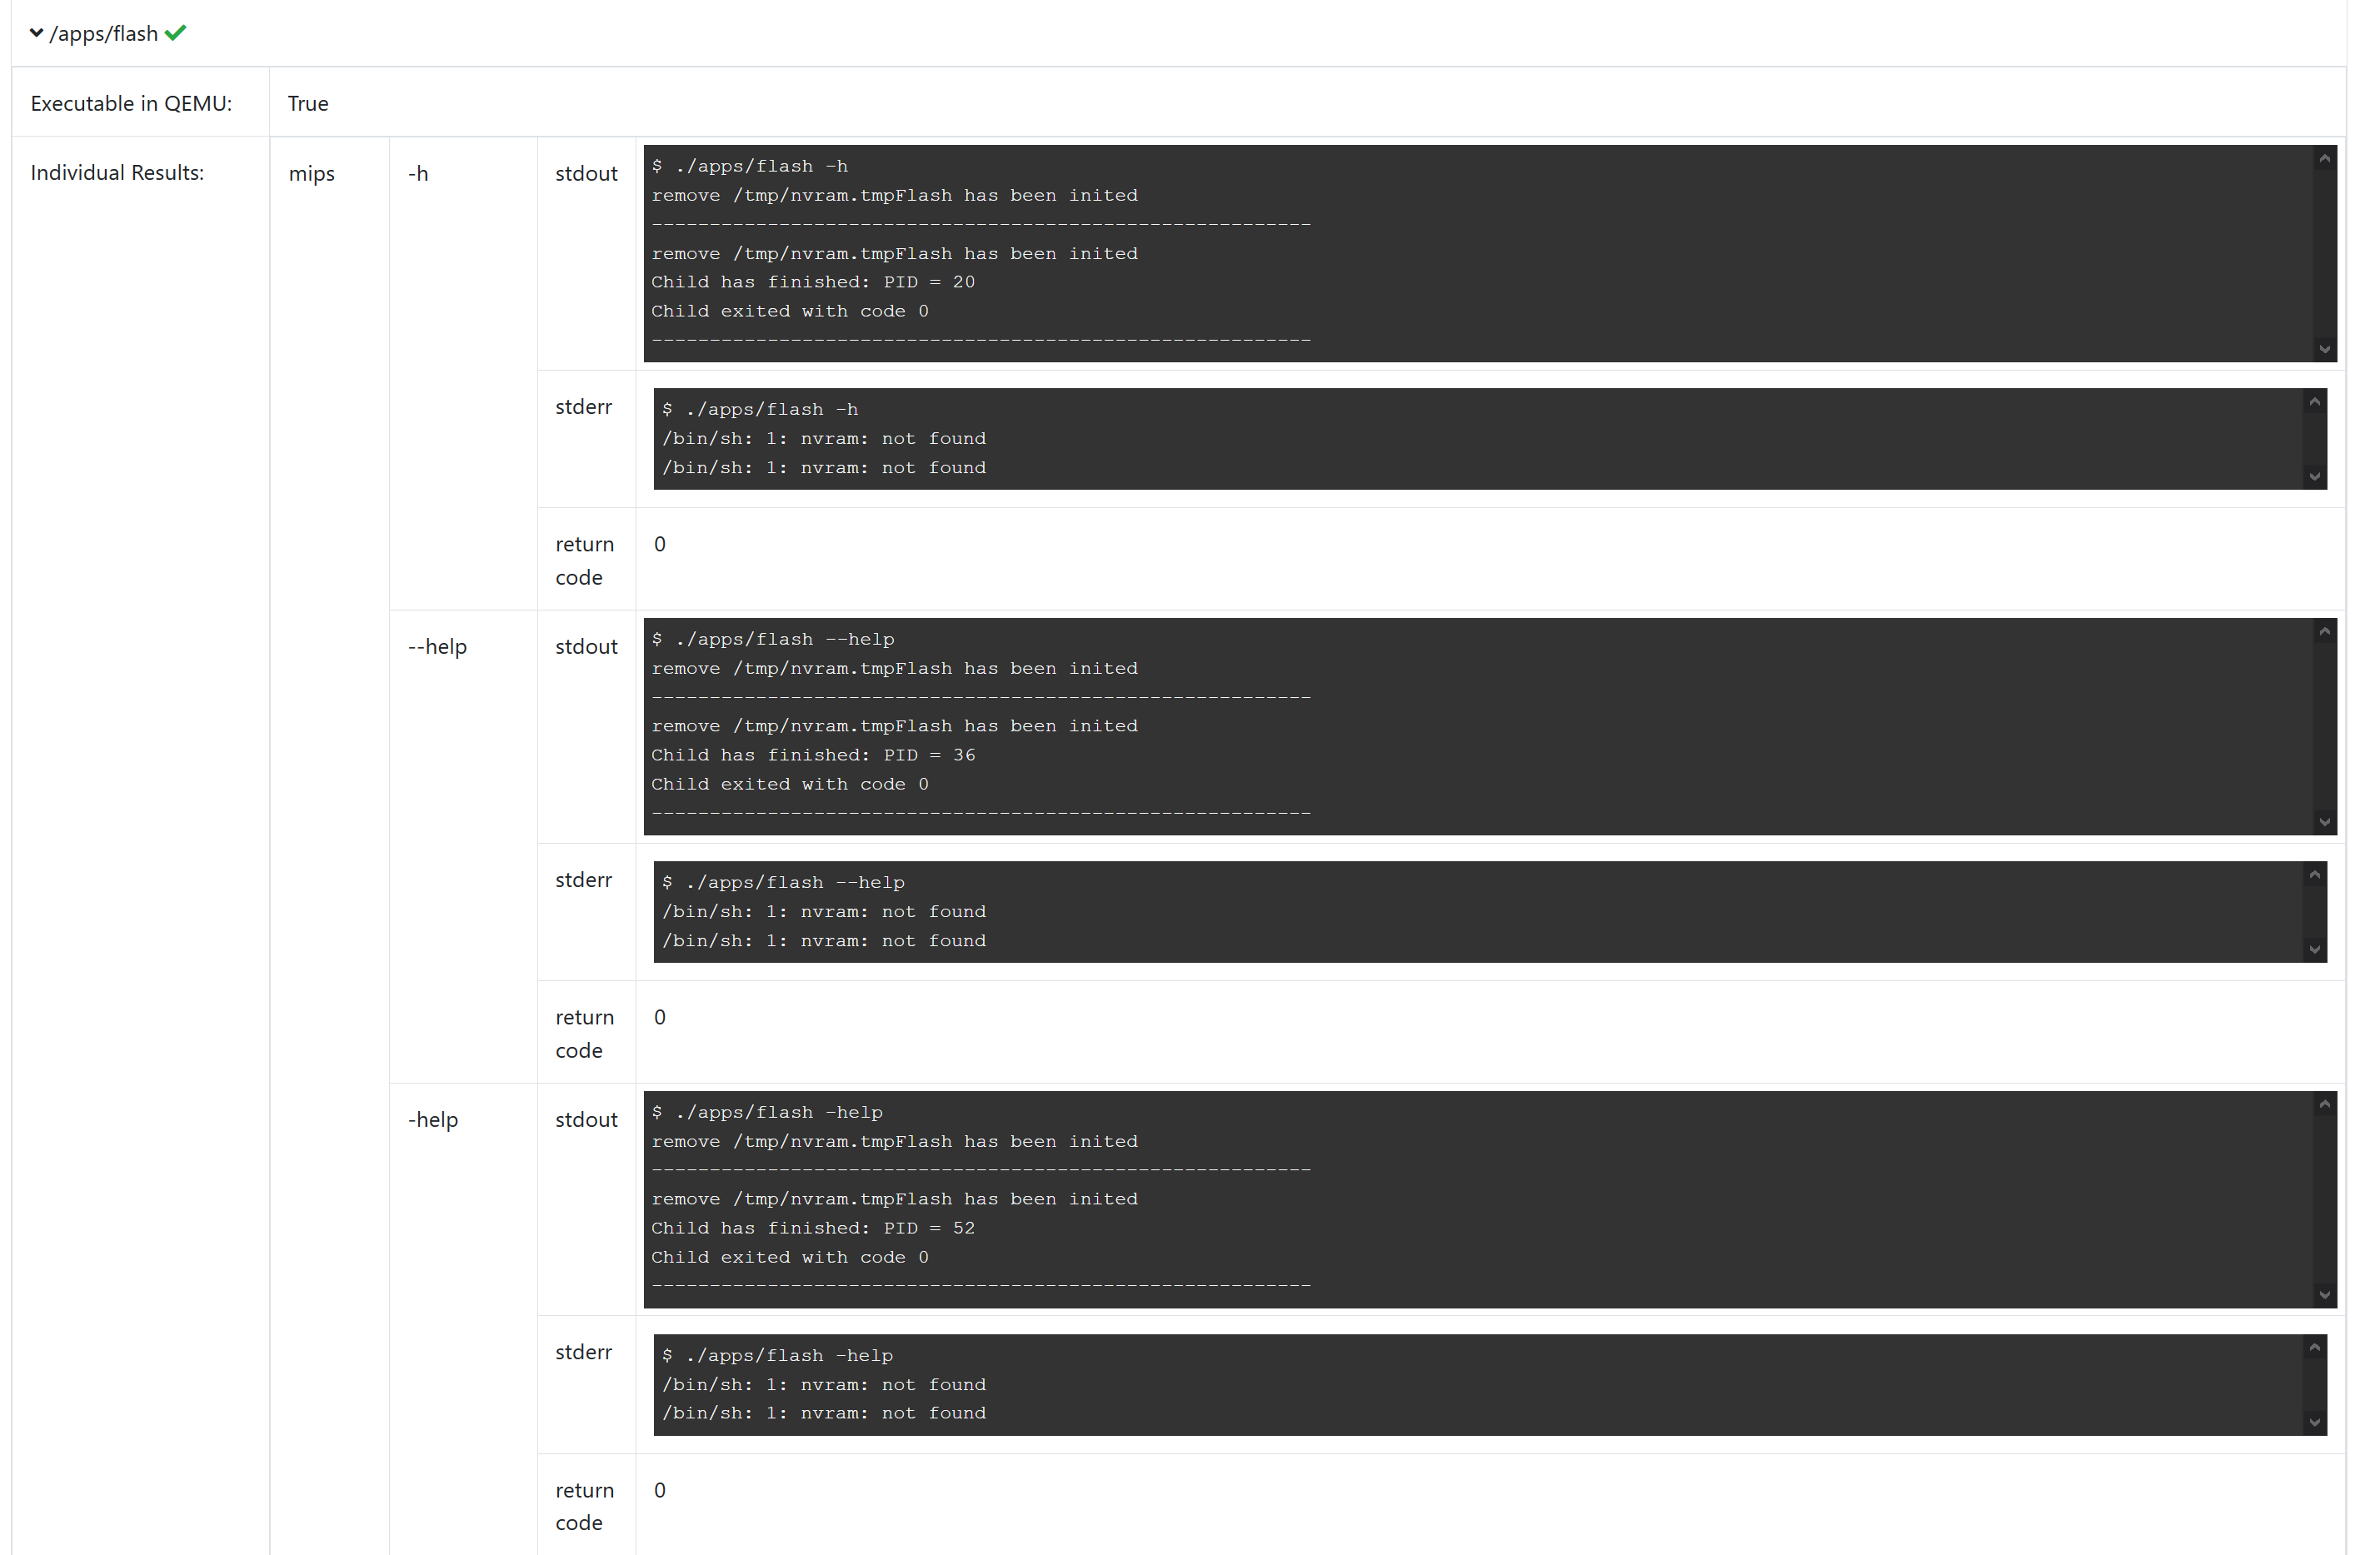 /apps/flash
Executable in QEMU: True
Individual Results: mips -h stdout
$ ./apps/flash -h
remove /tmp/nvram.tmpFlash has been inited
---------------------------------------------------------
remove /tmp/nvram.tmpFlash has been inited
Child has finished: PID = 20
Child exited with code 0
---------------------------------------------------------
stderr
$ ./apps/flash -h
/bin/sh: 1: nvram: not found
/bin/sh: 1: nvram: not found
return code 0
--help stdout
$ ./apps/flash --help
remove /tmp/nvram.tmpFlash has been inited
---------------------------------------------------------
remove /tmp/nvram.tmpFlash has been inited
Child has finished: PID = 36
Child exited with code 0
---------------------------------------------------------
stderr
$ ./apps/flash --help
/bin/sh: 1: nvram: not found
/bin/sh: 1: nvram: not found
return code 0
-help stdout
$ ./apps/flash -help
remove /tmp/nvram.tmpFlash has been inited
---------------------------------------------------------
remove /tmp/nvram.tmpFlash has been inited
Child has finished: PID = 52
Child exited with code 0
---------------------------------------------------------
stderr
$ ./apps/flash -help
/bin/sh: 1: nvram: not found
/bin/sh: 1: nvram: not found
return code 0